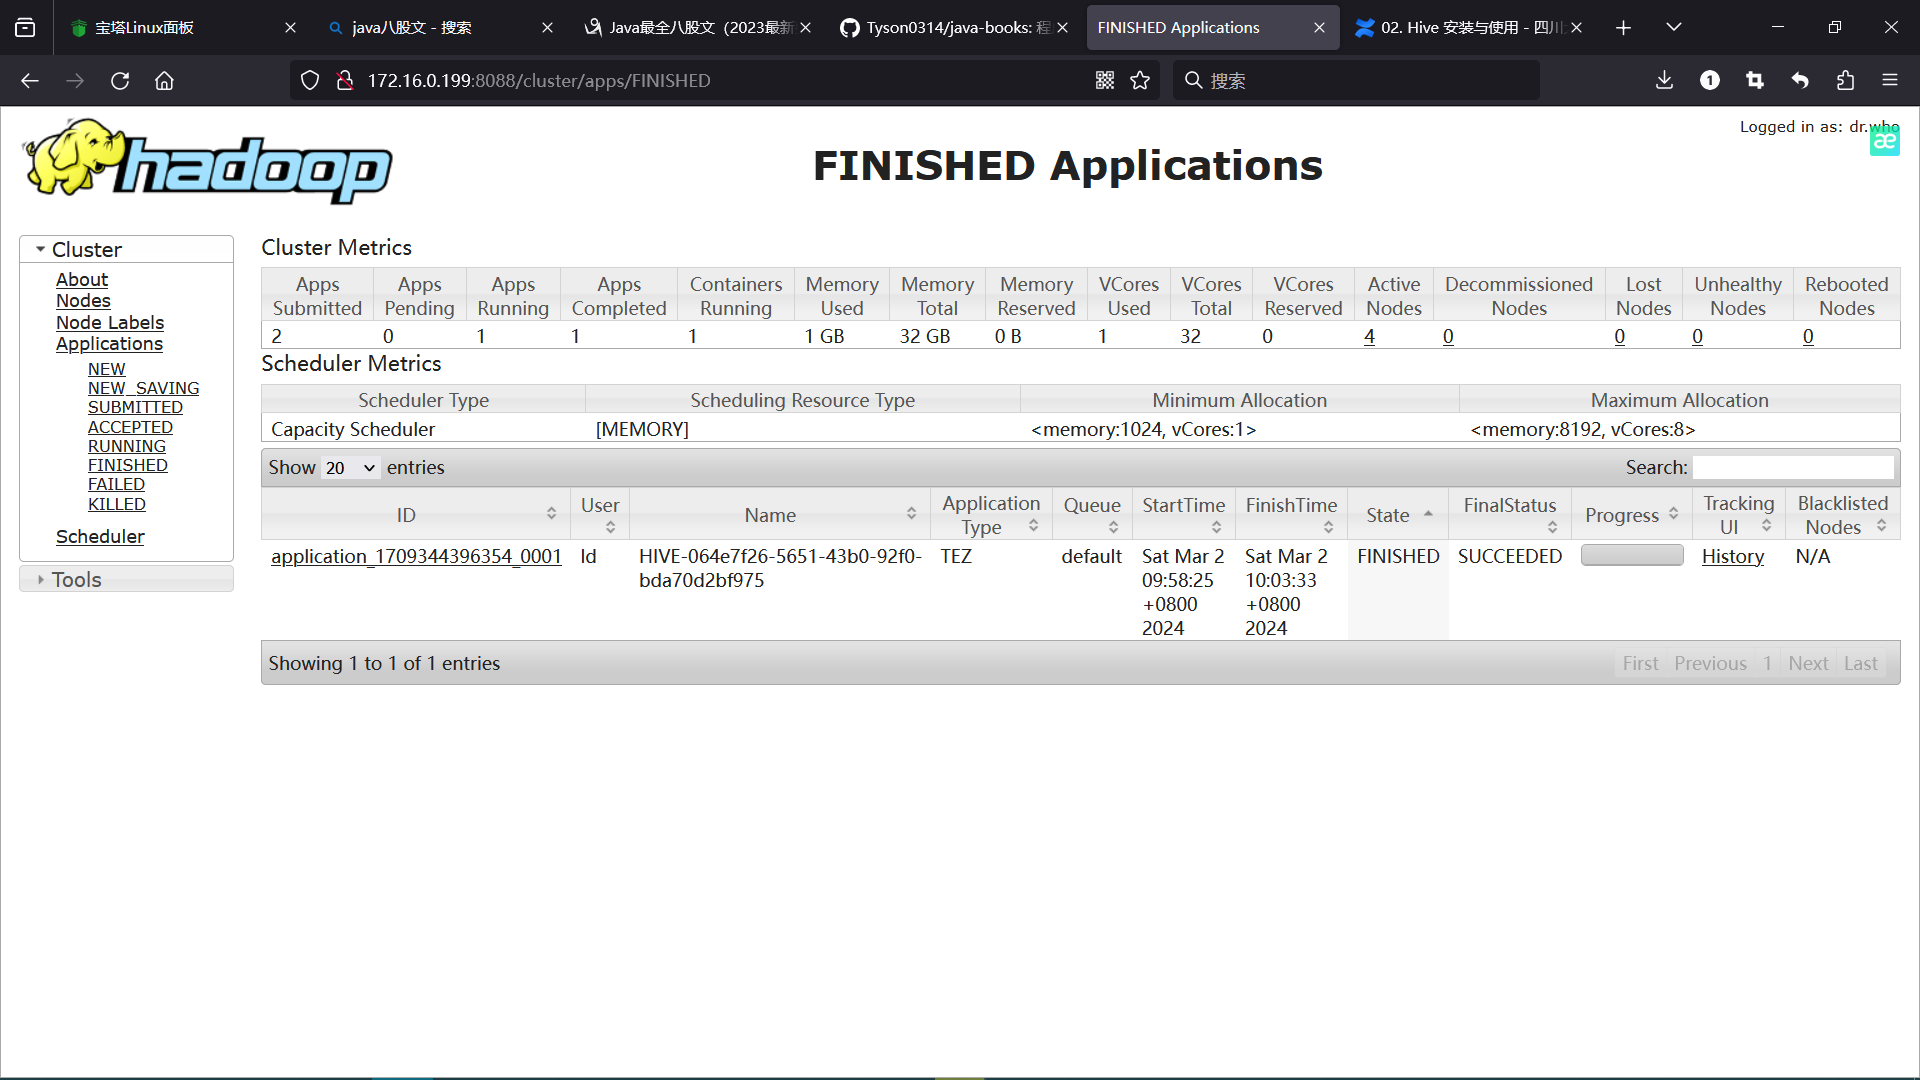 宝塔Linux面板
java八股文 - 搜索
Java最全八股文（2023最新
Tyson0314/java-books: 程
FINISHED Applications
02. Hive 安装与使用 - 四川
172.16.0.199:8088/cluster/apps/FINISHED
搜索
1
hadoop
FINISHED Applications
Logged in as: dr.who
æ
Cluster
About
Nodes
Node Labels
Applications
NEW
NEW_SAVING
SUBMITTED
ACCEPTED
RUNNING
FINISHED
FAILED
KILLED
Scheduler
Tools
Cluster Metrics
Apps Submitted Apps Pending Apps Running Apps Completed Containers Running Memory Used Memory Total Memory Reserved VCores Used VCores Total VCores Reserved Active Nodes Decommissioned Nodes Lost Nodes Unhealthy Nodes Rebooted Nodes
2 0 1 1 1 1 GB 32 GB 0 B 1 32 0 4 0 0 0 0
Scheduler Metrics
Scheduler Type Scheduling Resource Type Minimum Allocation Maximum Allocation
Capacity Scheduler [MEMORY] <memory:1024, vCores:1> <memory:8192, vCores:8>
Show 20 entries Search:
ID User Name Application Type Queue StartTime FinishTime State FinalStatus Progress Tracking UI Blacklisted Nodes
application_1709344396354_0001 ld HIVE-064e7f26-5651-43b0-92f0-bda70d2bf975 TEZ default Sat Mar 2 09:58:25 +0800 2024 Sat Mar 2 10:03:33 +0800 2024 FINISHED SUCCEEDED History N/A
Showing 1 to 1 of 1 entries First Previous 1 Next Last